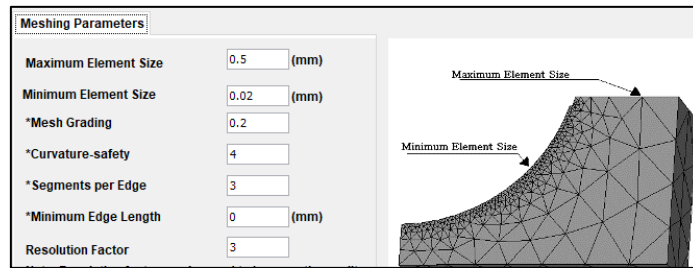 Meshing Parameters
Maximum Element Size 0.5 (mm)
Minimum Element Size 0.02 (mm)
*Mesh Grading 0.2
*Curvature-safety 4
*Segments per Edge 3
*Minimum Edge Length 0 (mm)
Resolution Factor 3
Maximum Element Size
Minimum Element Size